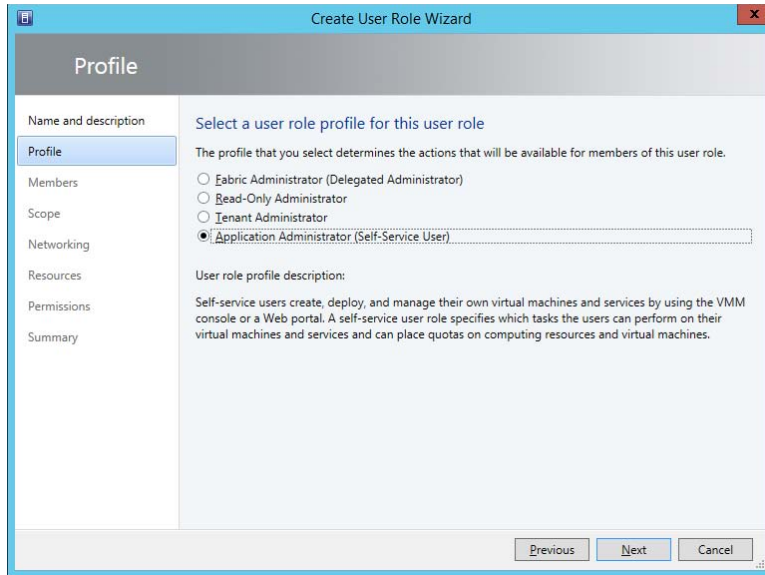 Create User Role Wizard
x
Profile
Name and description
Profile
Members
Scope
Networking
Resources
Permissions
Summary
Select a user role profile for this user role
The profile that you select determines the actions that will be available for members of this user role.
Fabric Administrator (Delegated Administrator)
Read-Only Administrator
Tenant Administrator
Application Administrator (Self-Service User)
User role profile description:
Self-service users create, deploy, and manage their own virtual machines and services by using the VMM
console or a Web portal. A self-service user role specifies which tasks the users can perform on their
virtual machines and services and can place quotas on computing resources and virtual machines.
Previous
Next
Cancel